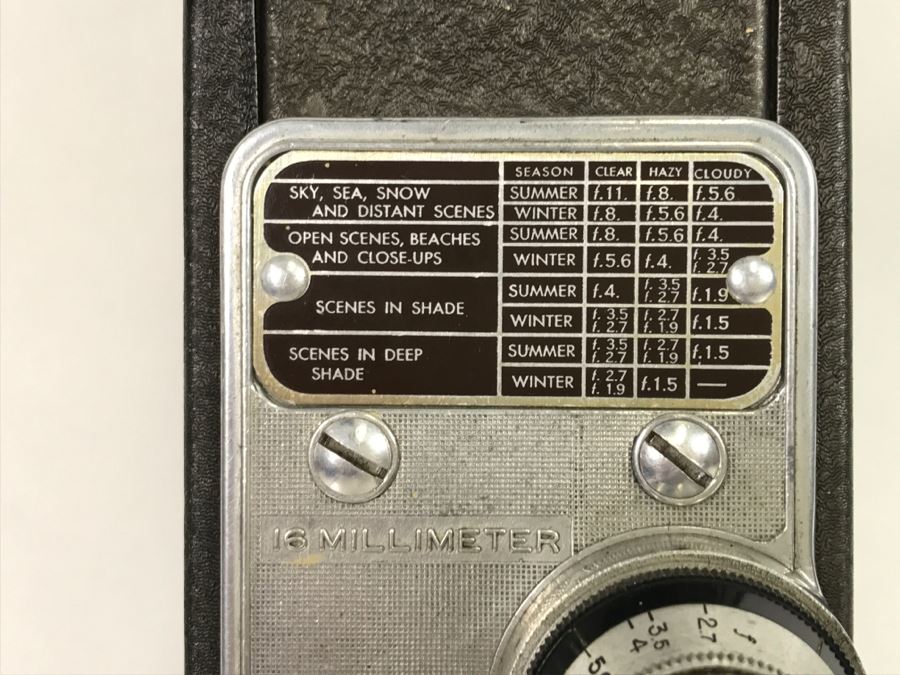 SEASON CLEAR HAZY CLOUDY
SKY, SEA, SNOW AND DISTANT SCENES SUMMER f.11. f.8. f.5.6
WINTER f.8. f.5.6 f.4.
OPEN SCENES, BEACHES AND CLOSE-UPS SUMMER f.8. f.5.6 f.4.
WINTER f.5.6 f.4. f. 3.5 f. 2.7
SCENES IN SHADE SUMMER f.4. f. 3.5 f. 2.7 f.1.9
WINTER f. 3.5 f. 2.7 f. 2.7 f. 1.9 f.1.5
SCENES IN DEEP SHADE SUMMER f. 3.5 f. 2.7 f. 2.7 f. 1.9 f.1.5
WINTER f. 2.7 f. 1.9 f.1.5 —
16 MILLIMETER
f 2.7 3.5 4